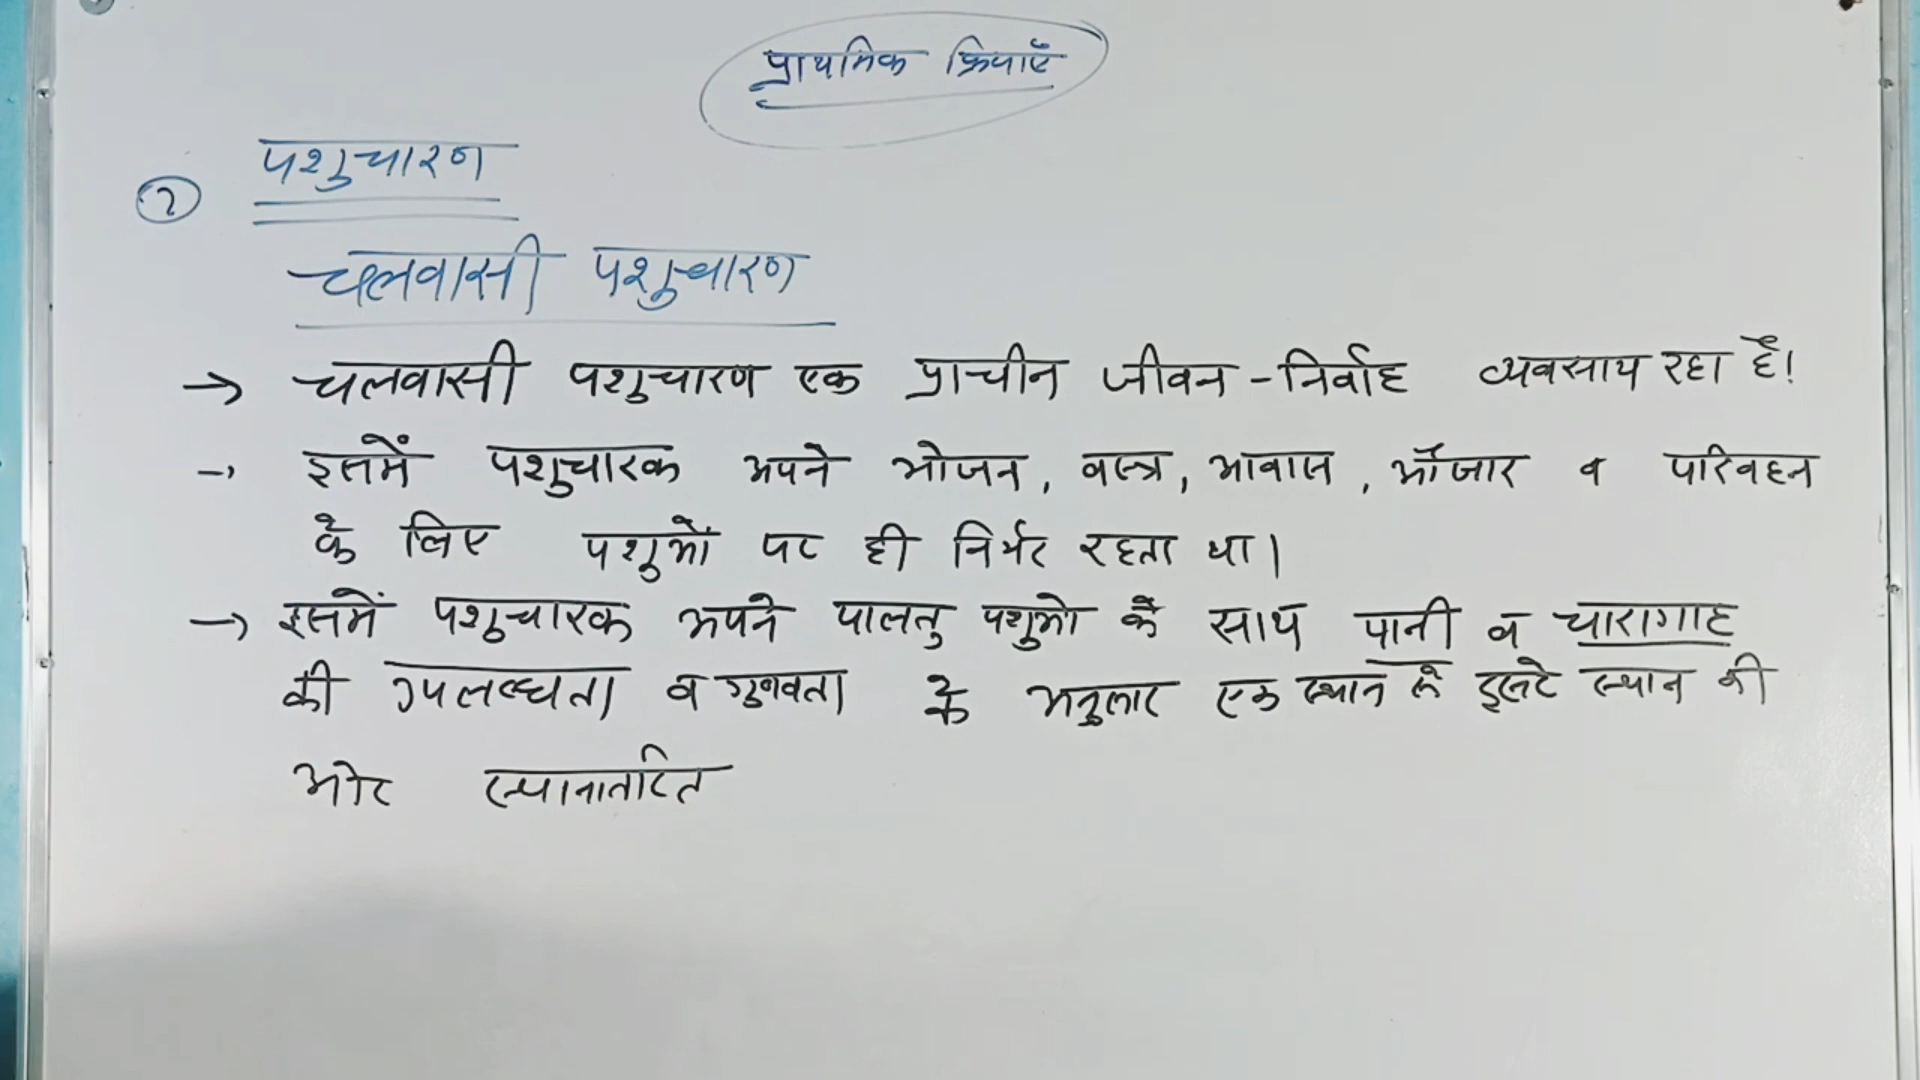 प्राथमिक क्रियाएँ
② पशुचारण
चलवासी पशुचारण
→ चलवासी पशुचारण एक प्राचीन जीवन-निर्वाह व्यवसाय रहा है।
→ इसमें पशुचारक अपने भोजन, वस्त्र, आवास, औजार व परिवहन
के लिए पशुओं पर ही निर्भर रहता था।
→ इसमें पशुचारक अपने पालतु पशुओ के साथ पानी व चारागाह
की उपलब्धता व गुणवता के अनुसार एक स्थान से दुसरे स्थान की
ओर स्थानातरित